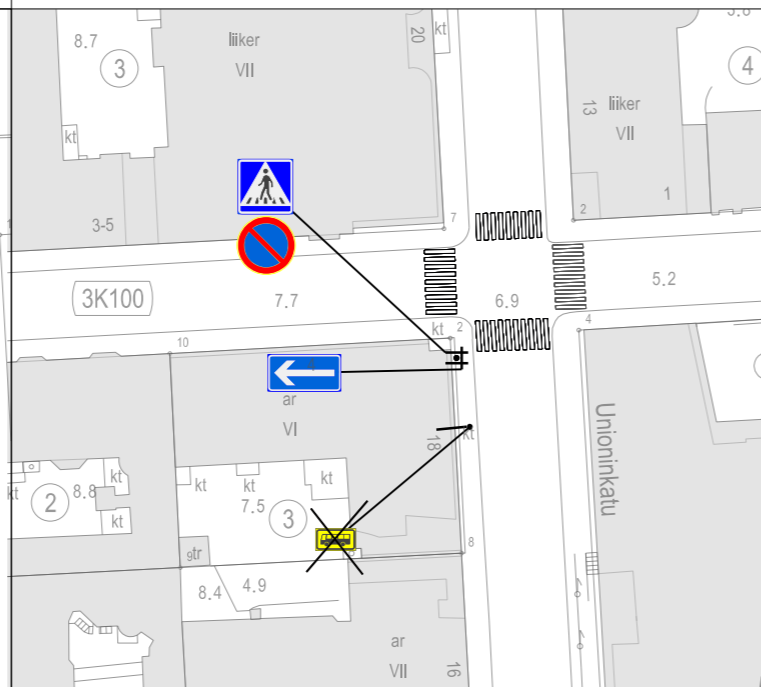 8.7
3
liiker
VII
20
kt
4
kt
13
liiker
VII
1
3-5
7
2
3K100
7.7
6.9
5.2
10
kt
2
4
ar
VI
18
kt
Unioninkatu
2
8.8
kt
kt
kt
kt
kt
kt
7.5
3
9tr
8
8.4
4.9
ar
VII
16